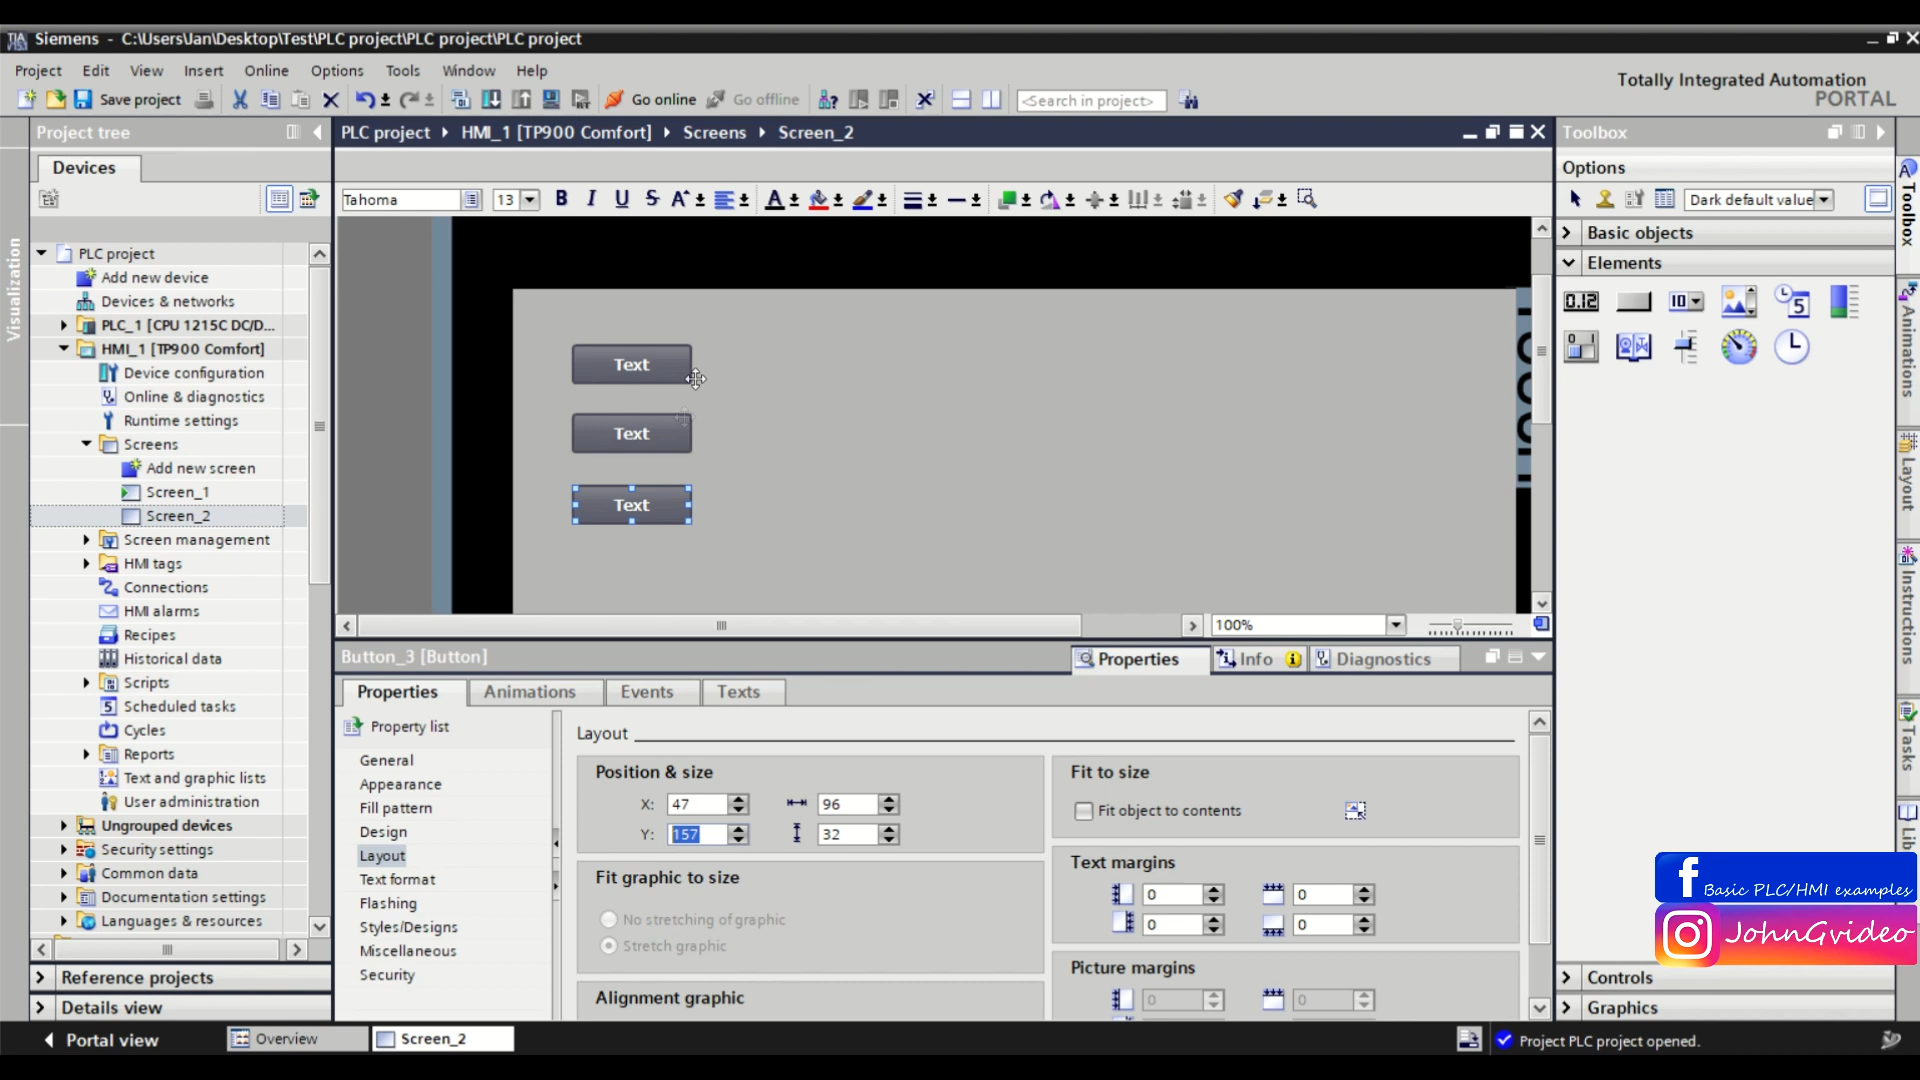 Siemens - C:\Users\Jan\Desktop\Test\PLC project\PLC project\PLC project
Project Edit View Insert Online Options Tools Window Help
Totally Integrated Automation
PORTAL
Save project Go online Go offline <Search in project>
Project tree
PLC project HMI_1 [TP900 Comfort] Screens Screen_2
Toolbox
Devices
Options
Tahoma 13 B I U S A
Dark default value
Visualization
PLC project
Add new device
Devices & networks
PLC_1 [CPU 1215C DC/D...
HMI_1 [TP900 Comfort]
Device configuration
Online & diagnostics
Runtime settings
Screens
Add new screen
Screen_1
Screen_2
Screen management
HMI tags
Connections
HMI alarms
Recipes
Historical data
Scripts
Scheduled tasks
Cycles
Reports
Text and graphic lists
User administration
Ungrouped devices
Security settings
Common data
Documentation settings
Languages & resources
Reference projects
Details view
Text
Text
Text
100%
Button_3 [Button]
Properties Info Diagnostics
Properties Animations Events Texts
Property list
General
Appearance
Fill pattern
Design
Layout
Text format
Flashing
Styles/Designs
Miscellaneous
Security
Layout
Position & size
X: 47 96
Y: 157 32
Fit graphic to size
No stretching of graphic
Stretch graphic
Alignment graphic
Fit to size
Fit object to contents
Text margins
0 0
0 0
Picture margins
0 0
Basic objects
Elements
0.12
10
5
Controls
Graphics
Toolbox
Animations
Layout
Instructions
Tasks
Lib
Basic PLC/HMI examples
JohnGvideo
Portal view Overview Screen_2
Project PLC project opened.